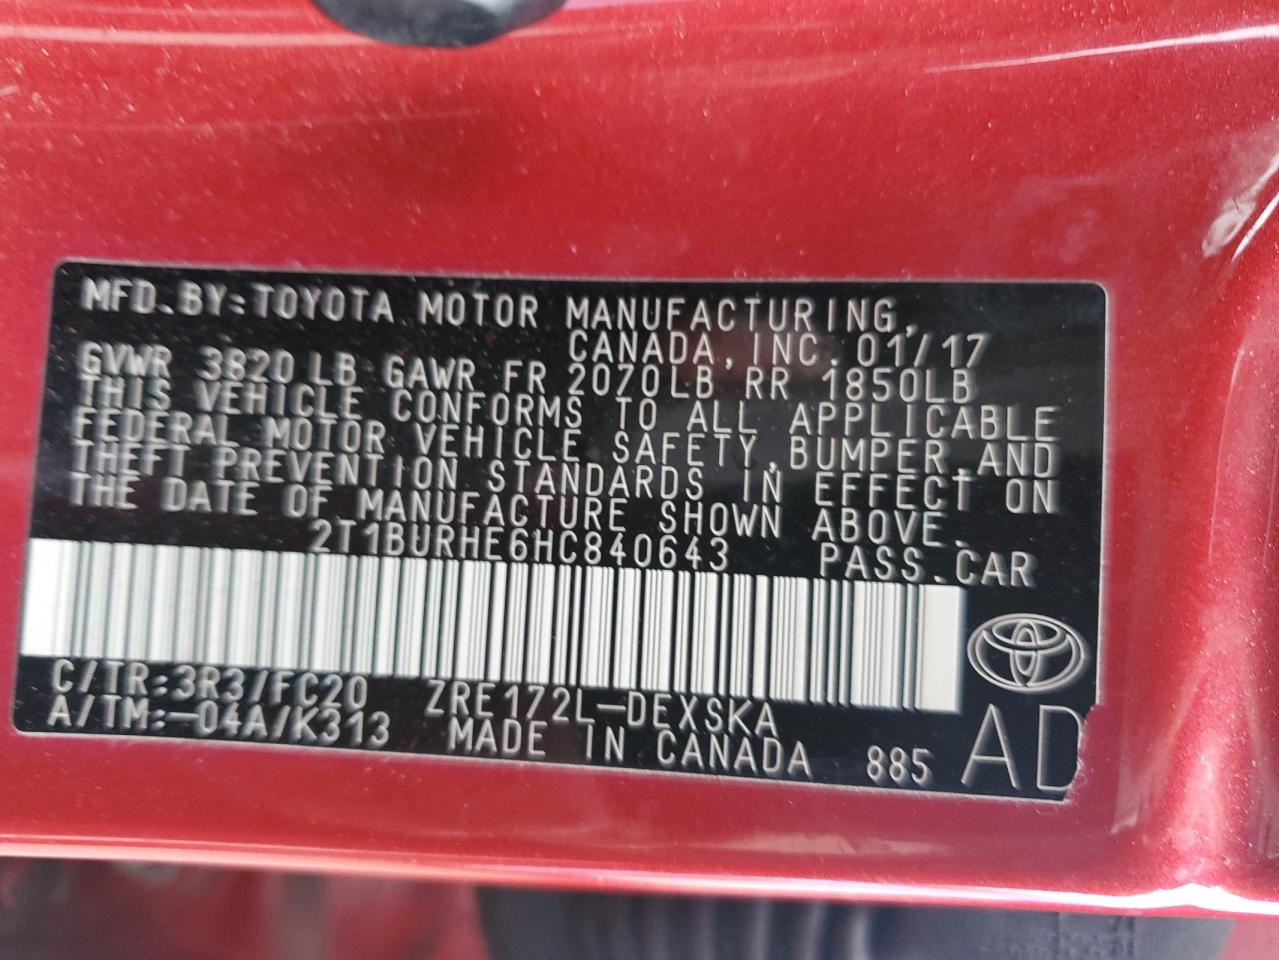 MFD.BY:TOYOTA MOTOR MANUFACTURING,
CANADA,INC. 01/17
GVWR 3820LB GAWR FR 2070LB RR 1850LB
THIS VEHICLE CONFORMS TO ALL APPLICABLE
FEDERAL MOTOR VEHICLE SAFETY,BUMPER,AND
THEFT PREVENTION STANDARDS IN EFFECT ON
THE DATE OF MANUFACTURE SHOWN ABOVE.
2T1BURHE6HC840643 PASS.CAR
C/TR:3R3/FC20 ZRE172L-DEXSKA
A/TM:-04A/K313 MADE IN CANADA 885 AD